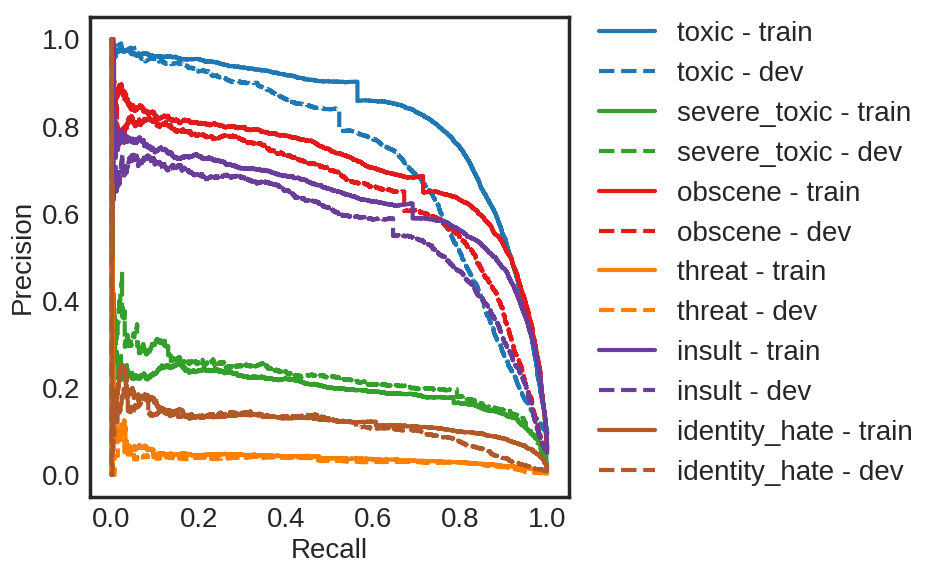 1.0
0.8
0.6
0.4
0.2
0.0
Precision
0.0 0.2 0.4 0.6 0.8 1.0
Recall
toxic - train
toxic - dev
severe_toxic - train
severe_toxic - dev
obscene - train
obscene - dev
threat - train
threat - dev
insult - train
insult - dev
identity_hate - train
identity_hate - dev